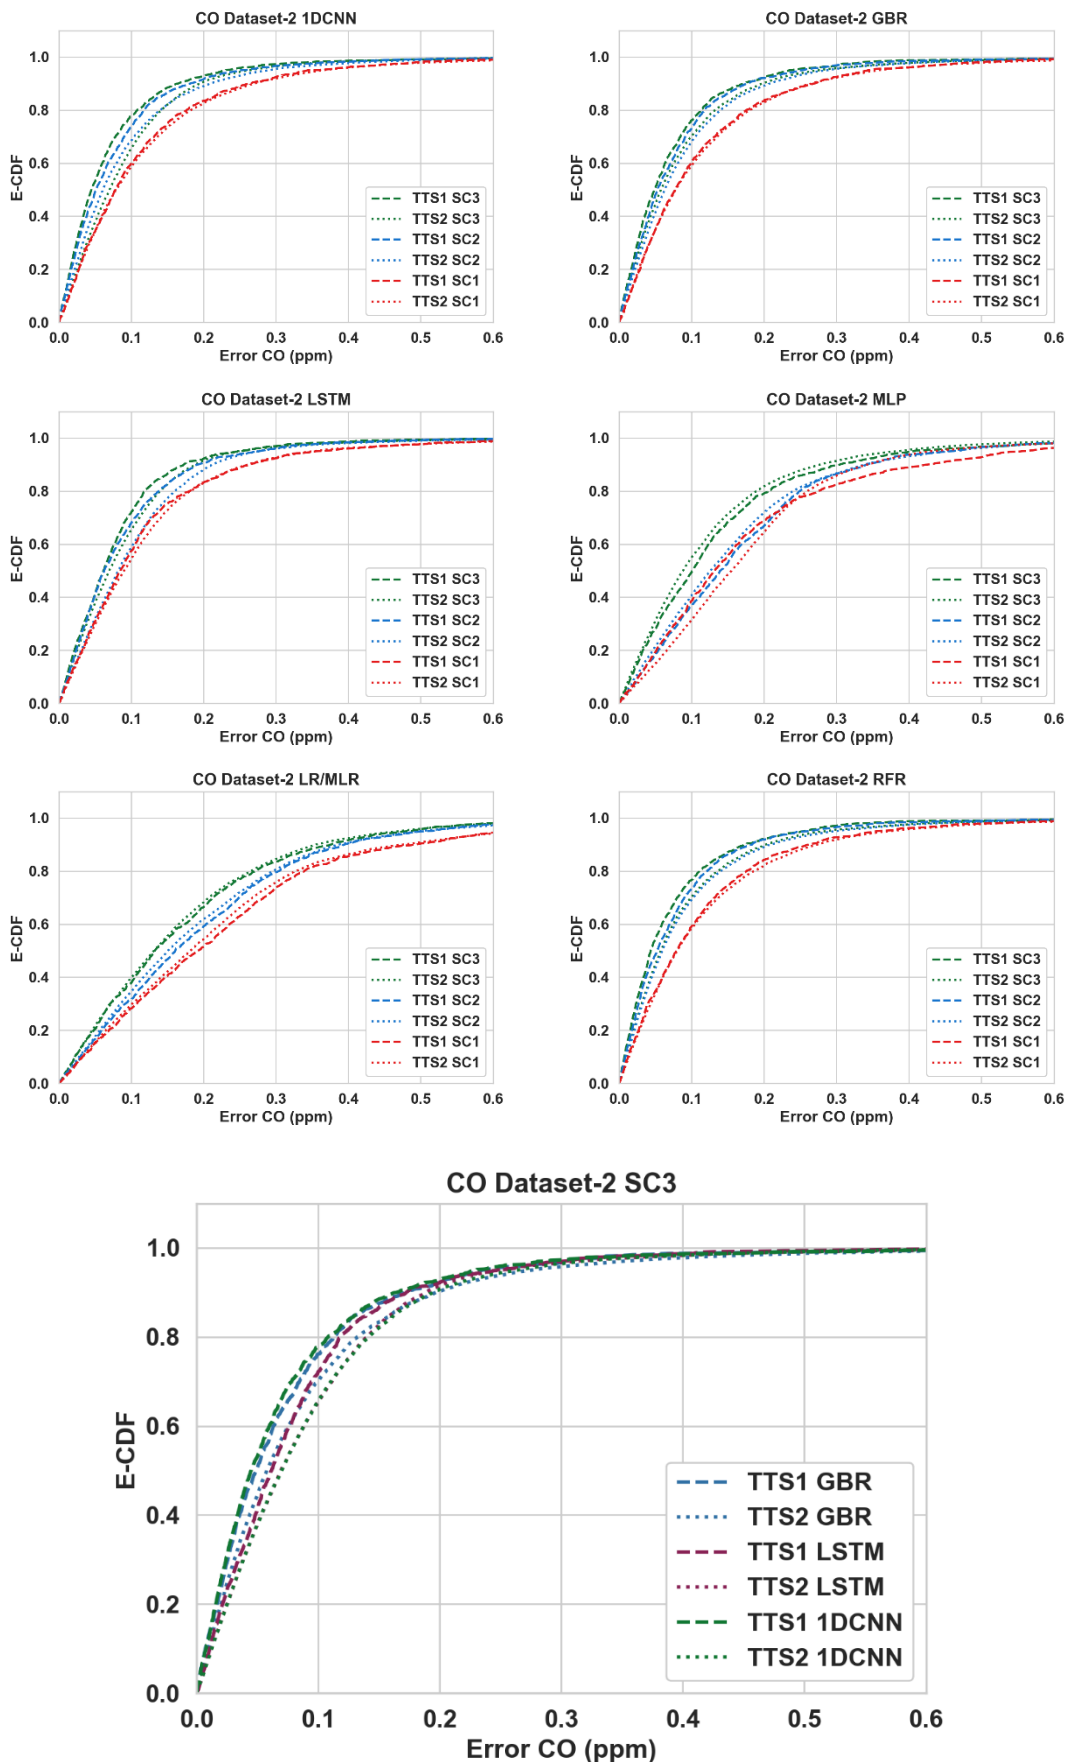 CO Dataset-2 1DCNN
1.0
0.8
0.6
0.4
0.2
0.0
E-CDF
TTS1 SC3
TTS2 SC3
TTS1 SC2
TTS2 SC2
TTS1 SC1
TTS2 SC1
0.0 0.1 0.2 0.3 0.4 0.5 0.6
Error CO (ppm)
CO Dataset-2 GBR
1.0
0.8
0.6
0.4
0.2
0.0
E-CDF
TTS1 SC3
TTS2 SC3
TTS1 SC2
TTS2 SC2
TTS1 SC1
TTS2 SC1
0.0 0.1 0.2 0.3 0.4 0.5 0.6
Error CO (ppm)
CO Dataset-2 LSTM
1.0
0.8
0.6
0.4
0.2
0.0
E-CDF
TTS1 SC3
TTS2 SC3
TTS1 SC2
TTS2 SC2
TTS1 SC1
TTS2 SC1
0.0 0.1 0.2 0.3 0.4 0.5 0.6
Error CO (ppm)
CO Dataset-2 MLP
1.0
0.8
0.6
0.4
0.2
0.0
E-CDF
TTS1 SC3
TTS2 SC3
TTS1 SC2
TTS2 SC2
TTS1 SC1
TTS2 SC1
0.0 0.1 0.2 0.3 0.4 0.5 0.6
Error CO (ppm)
CO Dataset-2 LR/MLR
1.0
0.8
0.6
0.4
0.2
0.0
E-CDF
TTS1 SC3
TTS2 SC3
TTS1 SC2
TTS2 SC2
TTS1 SC1
TTS2 SC1
0.0 0.1 0.2 0.3 0.4 0.5 0.6
Error CO (ppm)
CO Dataset-2 RFR
1.0
0.8
0.6
0.4
0.2
0.0
E-CDF
TTS1 SC3
TTS2 SC3
TTS1 SC2
TTS2 SC2
TTS1 SC1
TTS2 SC1
0.0 0.1 0.2 0.3 0.4 0.5 0.6
Error CO (ppm)
CO Dataset-2 SC3
1.0
0.8
0.6
0.4
0.2
0.0
E-CDF
TTS1 GBR
TTS2 GBR
TTS1 LSTM
TTS2 LSTM
TTS1 1DCNN
TTS2 1DCNN
0.0 0.1 0.2 0.3 0.4 0.5 0.6
Error CO (ppm)